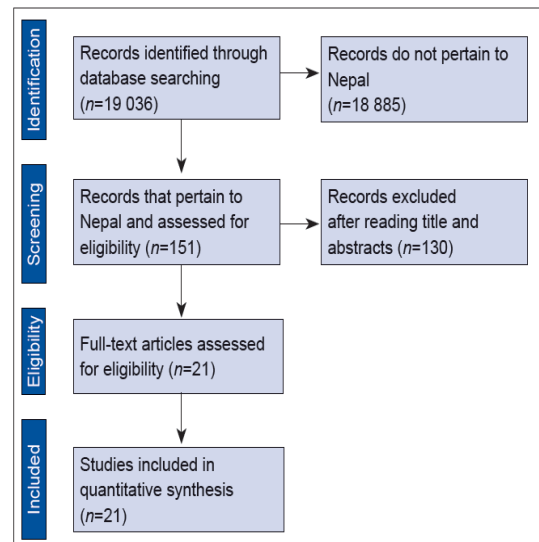 Identification
Records identified through
database searching
(n=19 036)
Records do not pertain to
Nepal
(n=18 885)
Screening
Records that pertain to
Nepal and assessed for
eligibility (n=151)
Records excluded
after reading title and
abstracts (n=130)
Eligibility
Full-text articles assessed
for eligibility (n=21)
Included
Studies included in
quantitative synthesis
(n=21)